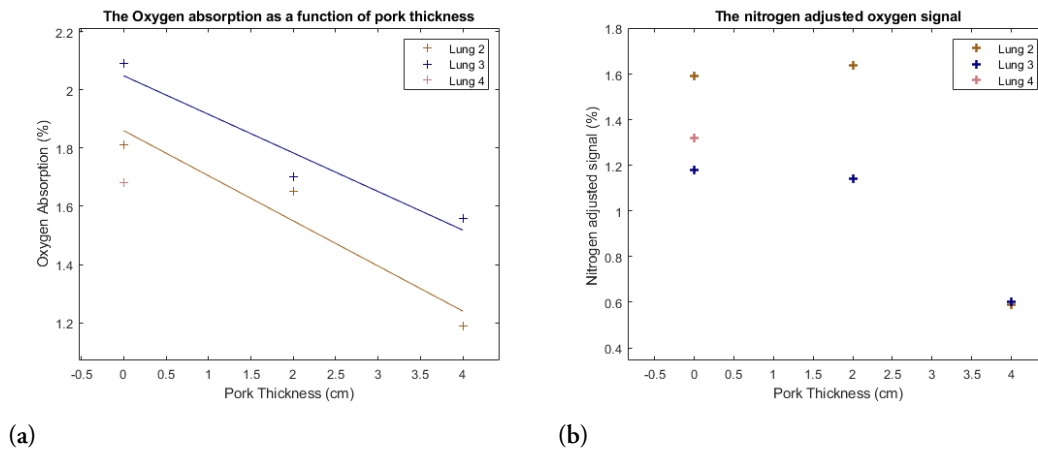 The Oxygen absorption as a function of pork thickness
2.2
2
1.8
1.6
1.4
1.2
Oxygen Absorption (%)
Lung 2
Lung 3
Lung 4
-0.5 0 0.5 1 1.5 2 2.5 3 3.5 4
Pork Thickness (cm)
(a)
The nitrogen adjusted oxygen signal
1.8
1.6
1.4
1.2
1
0.8
0.6
0.4
Nitrogen adjusted signal (%)
Lung 2
Lung 3
Lung 4
-0.5 0 0.5 1 1.5 2 2.5 3 3.5 4
Pork Thickness (cm)
(b)